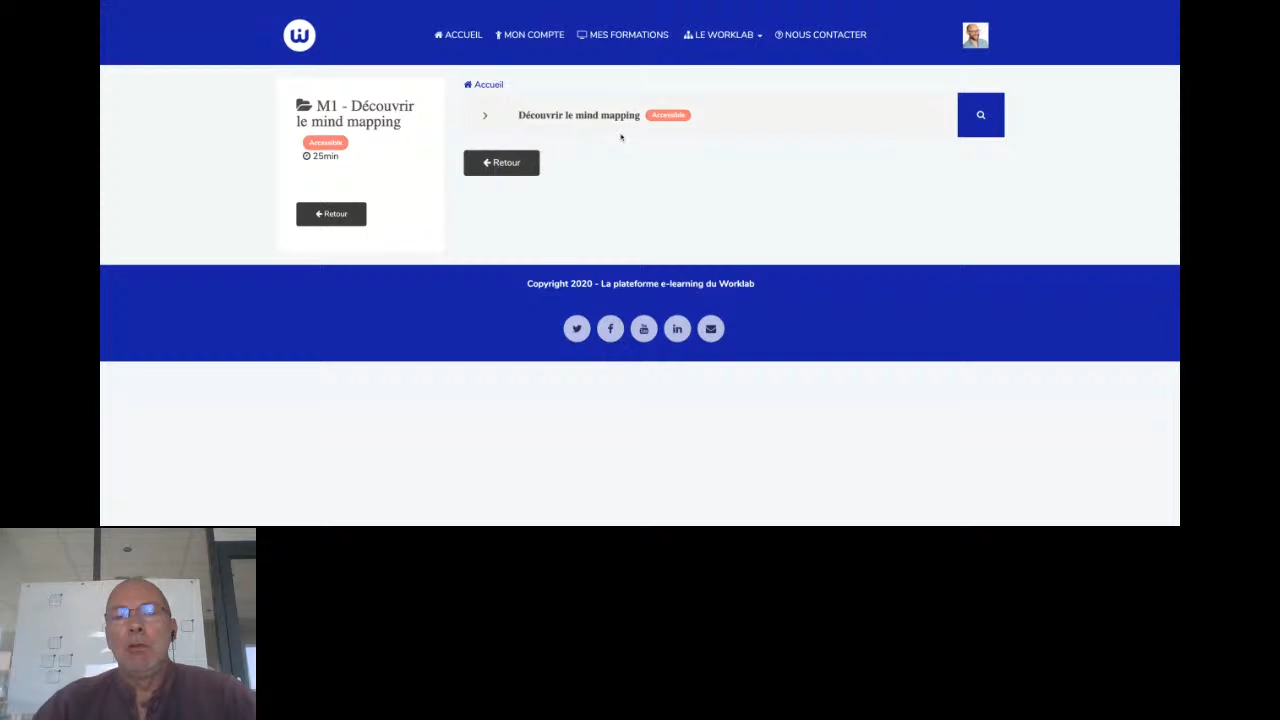 ACCUEIL MON COMPTE MES FORMATIONS LE WORKLAB NOUS CONTACTER
M1 - Découvrir
le mind mapping
Accessible
25min
Retour
Accueil
Découvrir le mind mapping Accessible
Retour
Copyright 2020 - La plateforme e-learning du Worklab